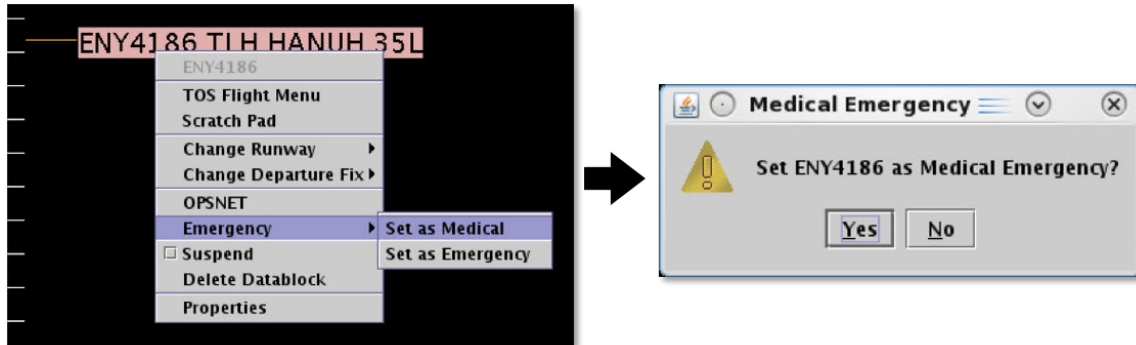 ENY4186 TLH HANUH 35L
ENY4186
TOS Flight Menu
Scratch Pad
Change Runway
Change Departure Fix
OPSNET
Emergency
Set as Medical
Suspend
Set as Emergency
Delete Datablock
Properties
Medical Emergency
Set ENY4186 as Medical Emergency?
Yes
No